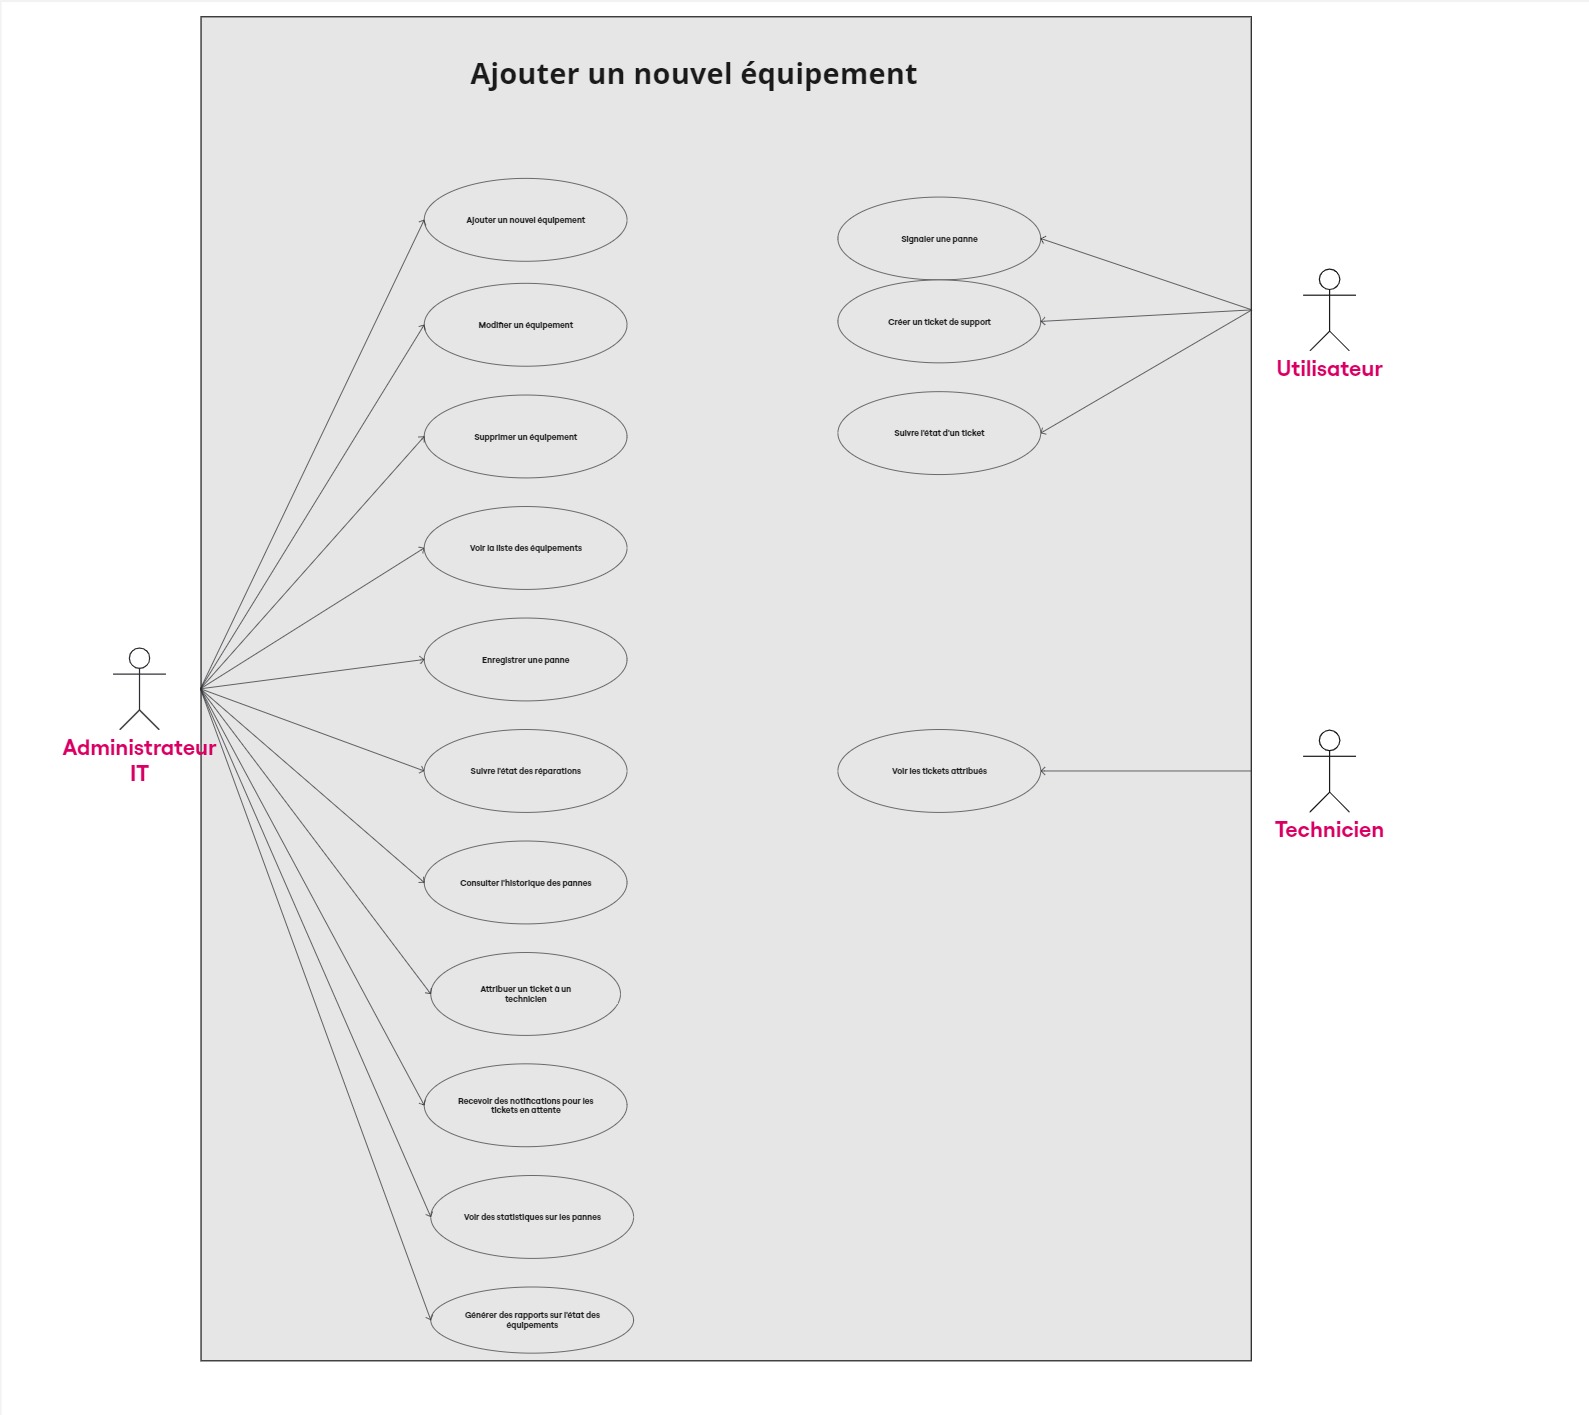 Ajouter un nouvel équipement
Ajouter un nouvel équipement
Modifier un équipement
Supprimer un équipement
Voir la liste des équipements
Enregistrer une panne
Suivre l'état des réparations
Consulter l'historique des pannes
Attribuer un ticket à un
technicien
Recevoir des notifications pour les
tickets en attente
Voir des statistiques sur les pannes
Générer des rapports sur l'état des
équipements
Signaler une panne
Créer un ticket de support
Suivre l'état d'un ticket
Voir les tickets attribués
Administrateur
IT
Utilisateur
Technicien